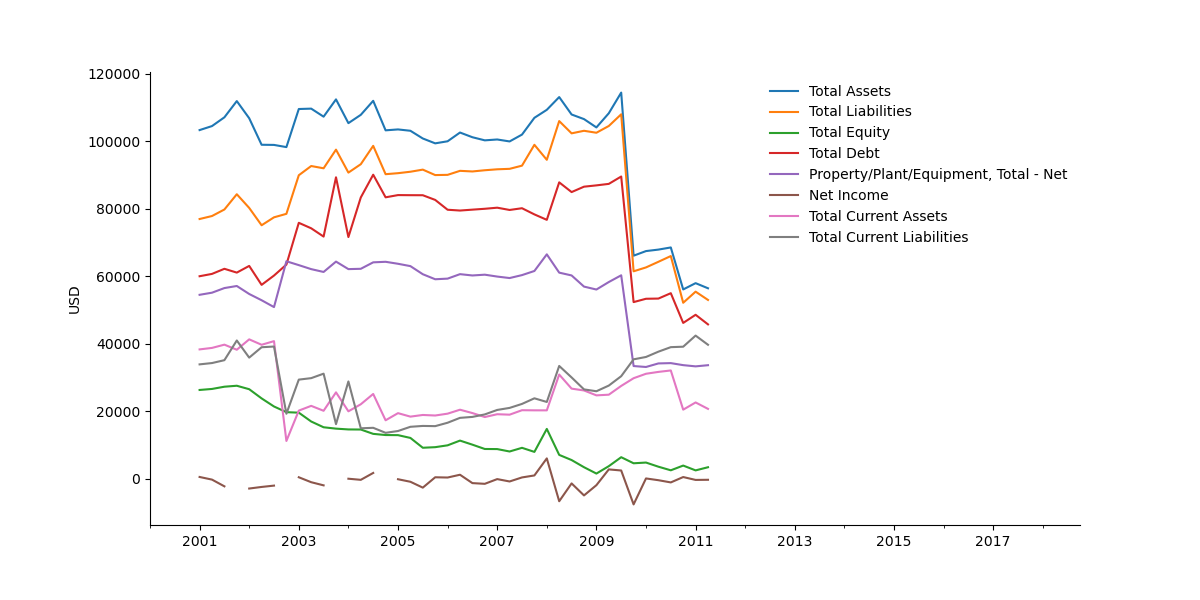 120000
100000
80000
60000
40000
20000
0
USD
2001 2003 2005 2007 2009 2011 2013 2015 2017
Total Assets
Total Liabilities
Total Equity
Total Debt
Property/Plant/Equipment, Total - Net
Net Income
Total Current Assets
Total Current Liabilities